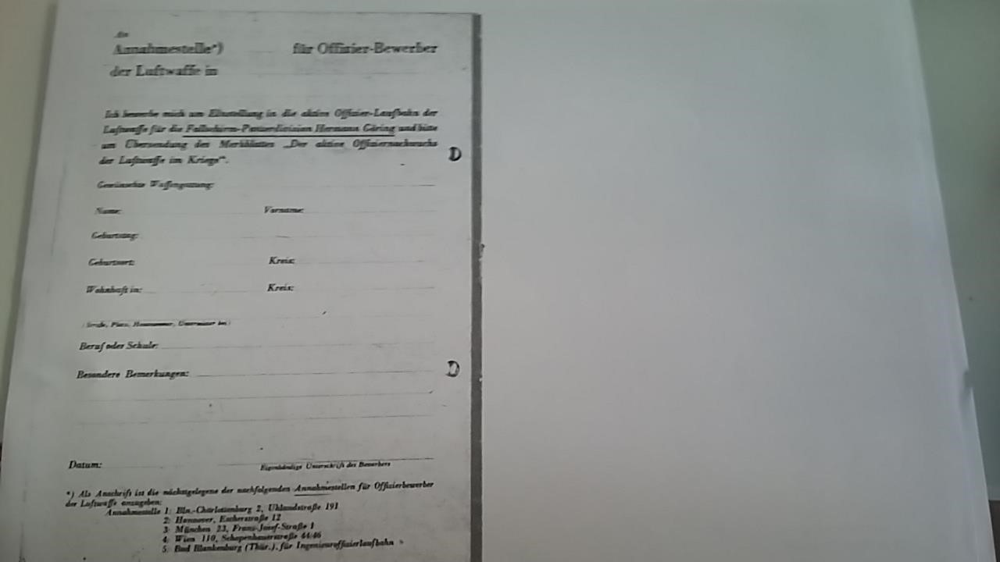 An
Annahmestelle*) für Offizier-Bewerber
der Luftwaffe in
Ich bewerbe mich um Einstellung in die aktive Offizier-Laufbahn der
Luftwaffe für die Fallschirm-Panzerdivision Hermann Göring und bitte
um Übersendung des Merkblattes „Der aktive Offiziernachwuchs
der Luftwaffe im Kriege“.
Gewünschte Waffengattung:
Name: Vorname:
Geburtstag:
Geburtsort: Kreis:
Wohnhaft in: Kreis:
(Straße, Platz, Hausnummer, Untermieter bei)
Beruf oder Schule:
Besondere Bemerkungen:
Datum:
Eigenhändige Unterschrift des Bewerbers
*) Als Anschrift ist die nächstgelegene der nachfolgenden Annahmestellen für Offizierbewerber
der Luftwaffe anzugeben:
Annahmestelle 1: Bln.-Charlottenburg 2, Uhlandstraße 191
2: Hannover, Escherstraße 12
3: München 23, Franz-Josef-Straße 1
4: Wien 110, Schopenhauerstraße 44/46
5: Bad Blankenburg (Thür.), für Ingenieuroffizierlaufbahn